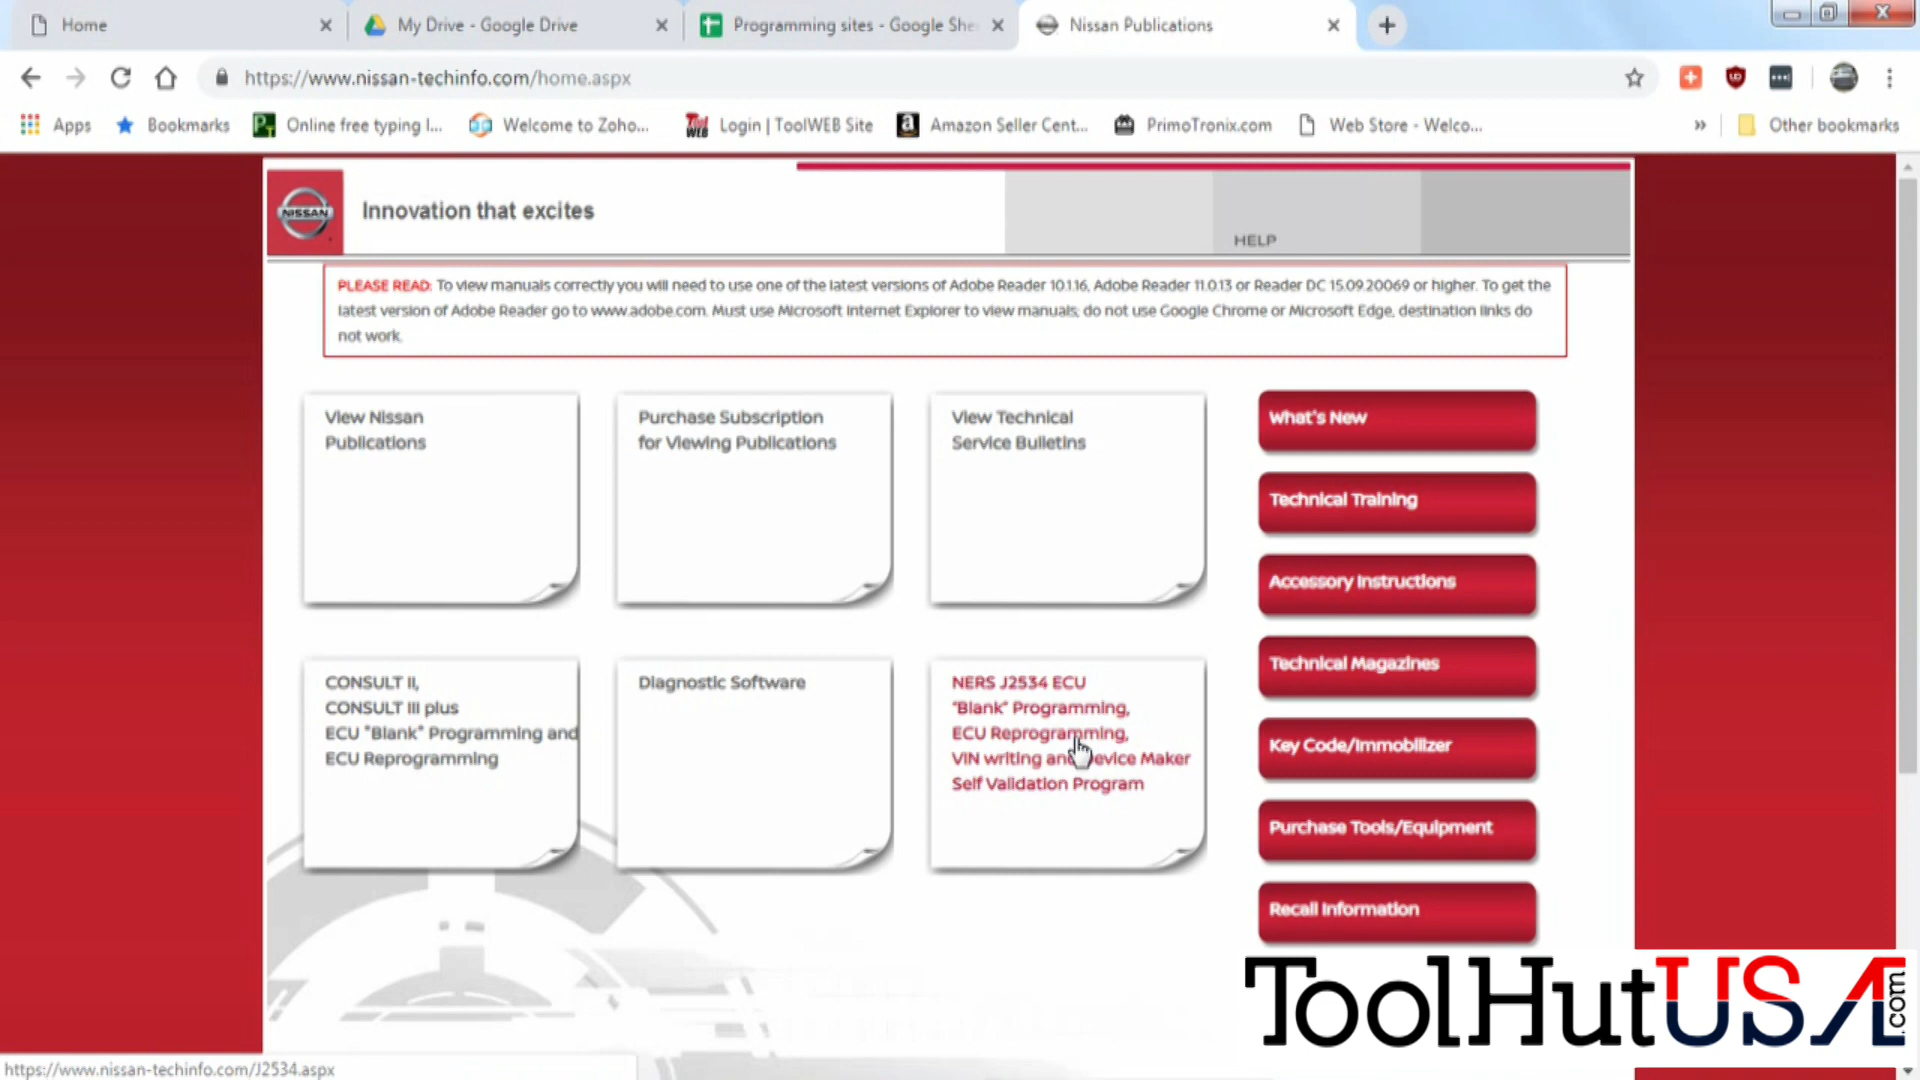 Home
My Drive - Google Drive
Programming sites - Google She
Nissan Publications
https://www.nissan-techinfo.com/home.aspx
Apps
Bookmarks
Online free typing l...
Welcome to Zoho...
Login | ToolWEB Site
Amazon Seller Cent...
PrimoTronix.com
Web Store - Welco...
»
Other bookmarks
NISSAN
Innovation that excites
HELP
PLEASE READ: To view manuals correctly you will need to use one of the latest versions of Adobe Reader 10.1.16, Adobe Reader 11.0.13 or Reader DC 15.09.20069 or higher. To get the
latest version of Adobe Reader go to www.adobe.com. Must use Microsoft Internet Explorer to view manuals; do not use Google Chrome or Microsoft Edge, destination links do
not work.
View Nissan
Publications
Purchase Subscription
for Viewing Publications
View Technical
Service Bulletins
CONSULT II,
CONSULT III plus
ECU "Blank" Programming and
ECU Reprogramming
Diagnostic Software
NERS J2534 ECU
"Blank" Programming,
ECU Reprogramming,
VIN writing and Device Maker
Self Validation Program
What's New
Technical Training
Accessory Instructions
Technical Magazines
Key Code/Immobilizer
Purchase Tools/Equipment
Recall Information
ToolHutUSA.com
https://www.nissan-techinfo.com/J2534.aspx